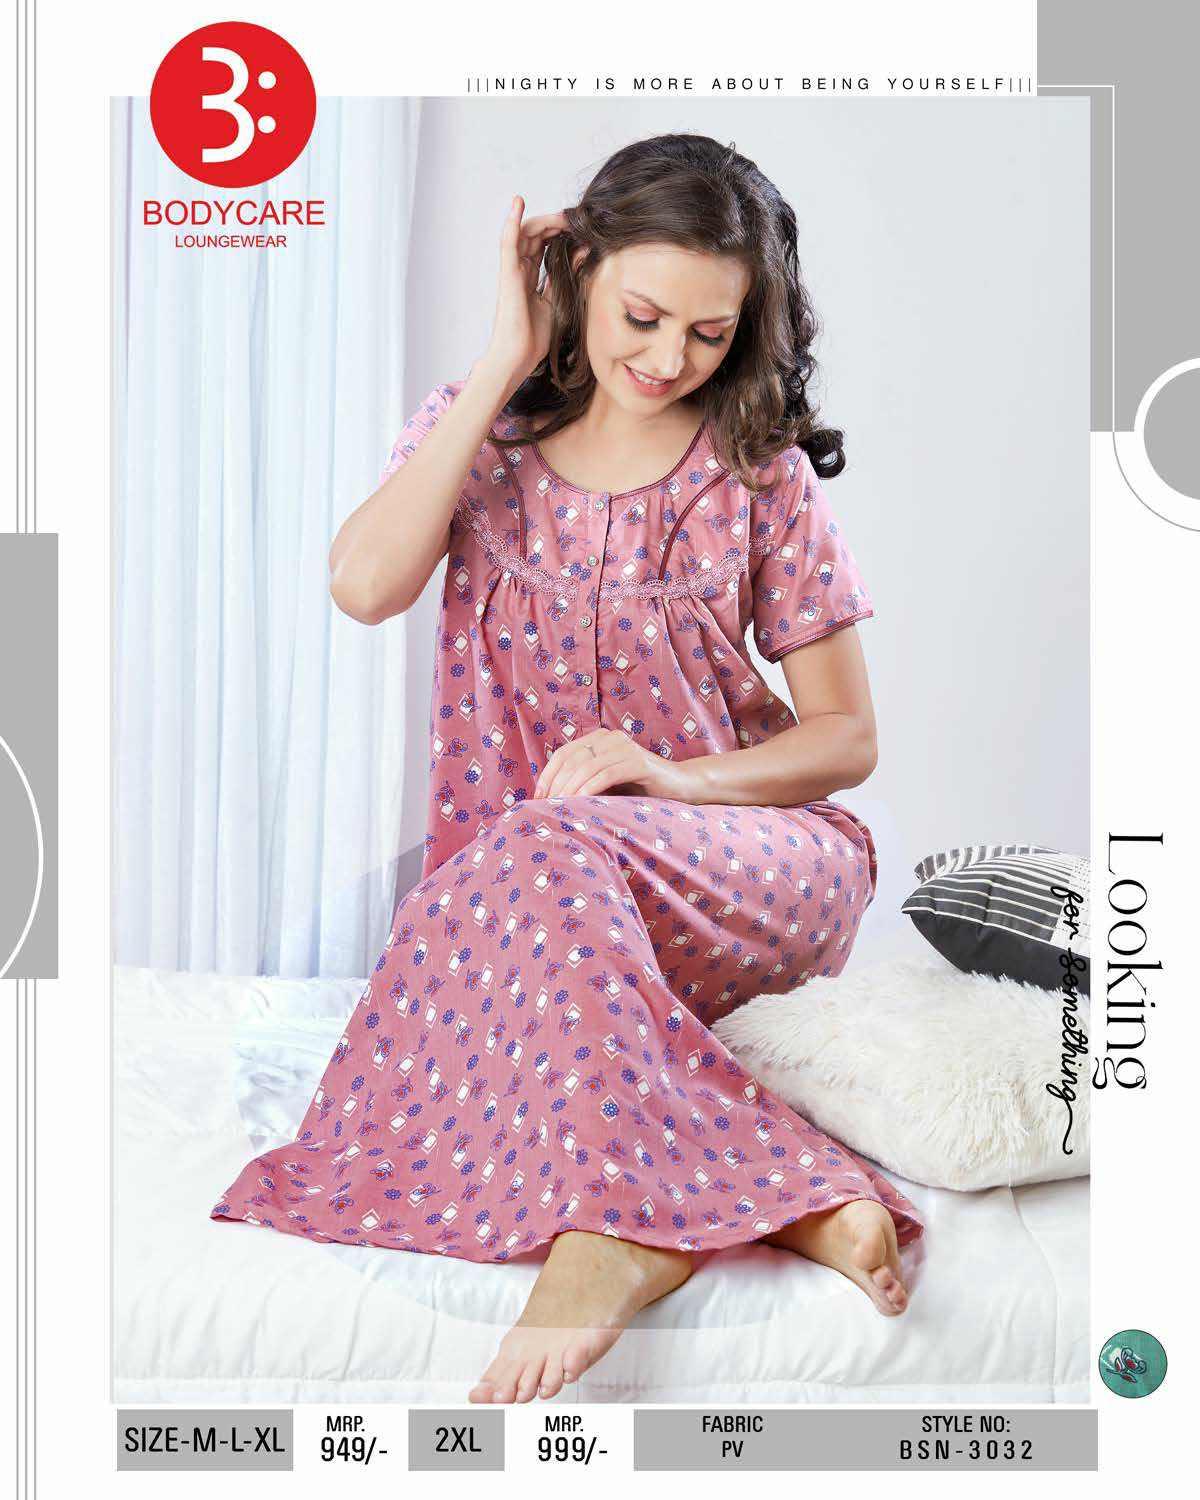 |||NIGHTY IS MORE ABOUT BEING YOURSELF|||
BODYCARE
LOUNGEWEAR
Looking
for something
SIZE-M-L-XL
MRP.
949/-
2XL
MRP.
999/-
FABRIC
PV
STYLE NO:
BSN-3032